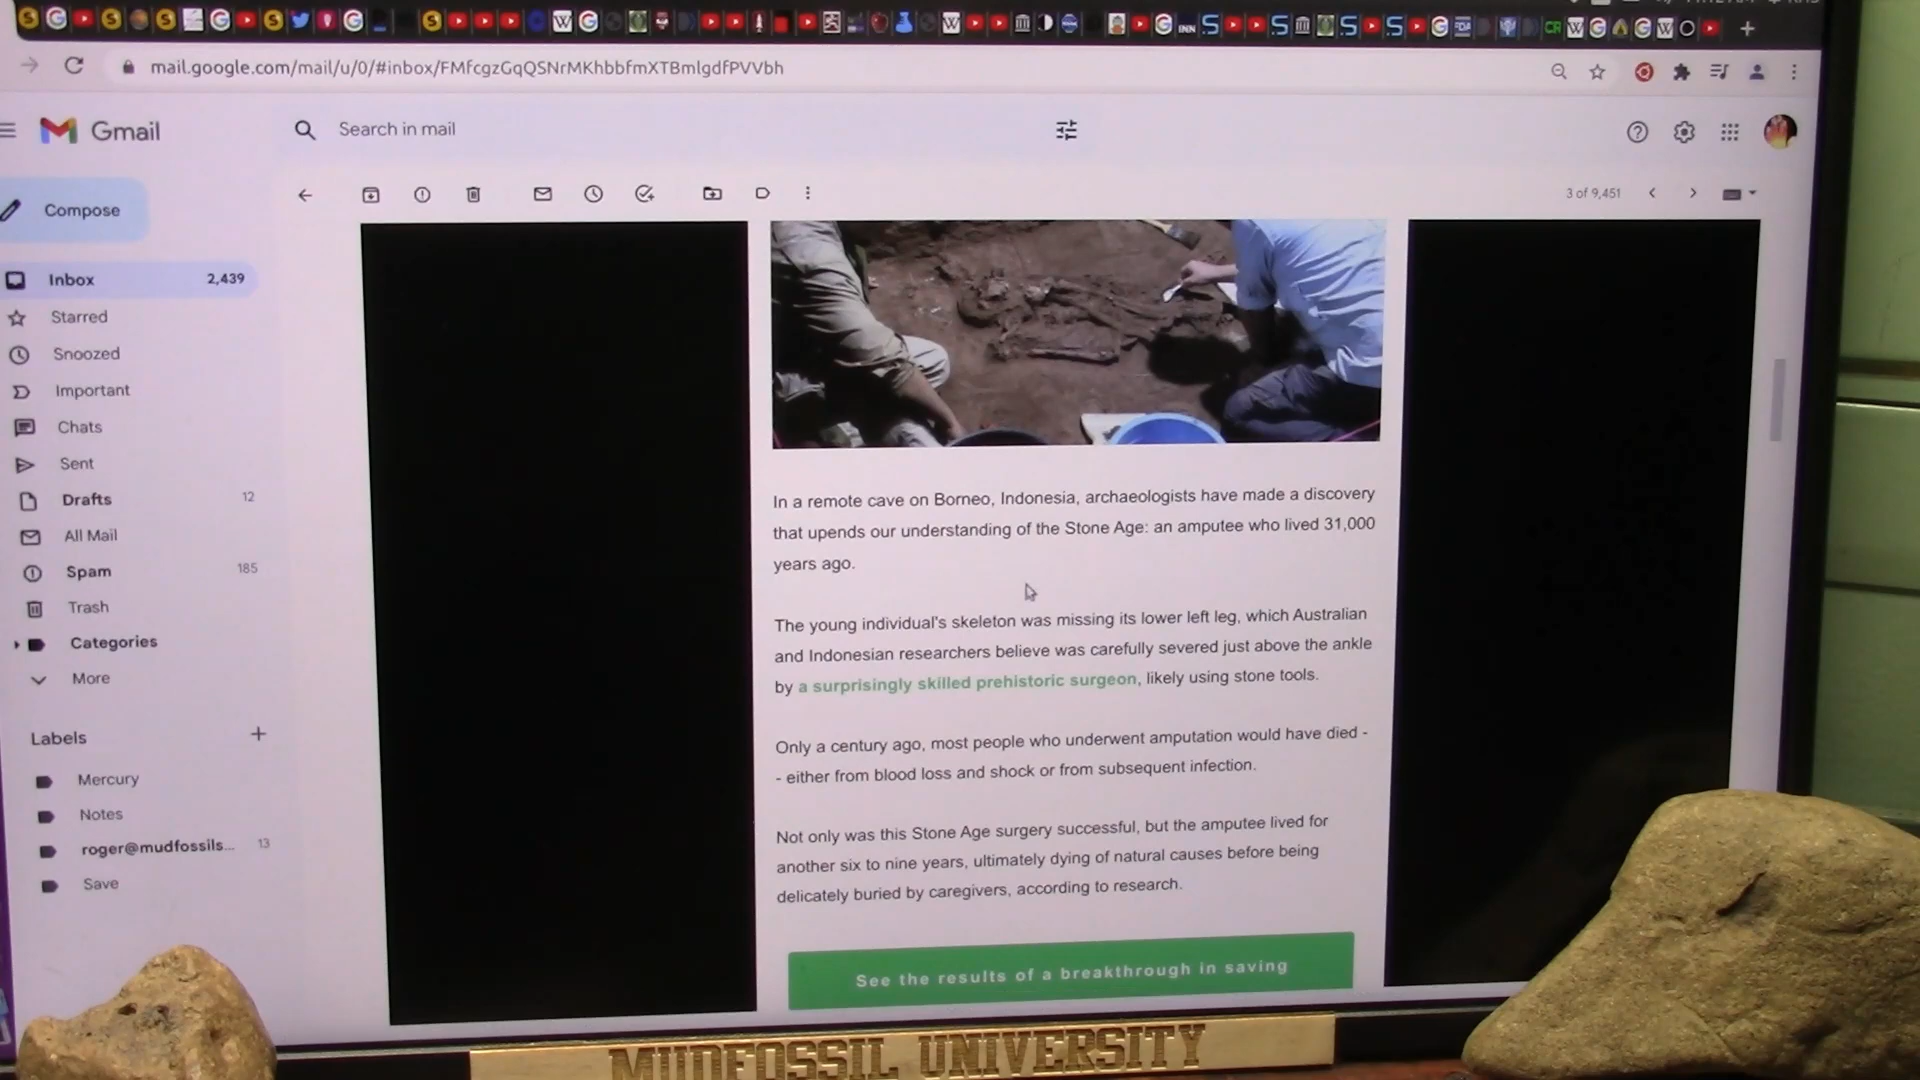 mail.google.com/mail/u/0/#inbox/FMfcgzGqQSNrMKhbbfmXTBmlgdfPVVbh
Gmail
Search in mail
Compose
3 of 9,451
Inbox 2,439
Starred
Snoozed
Important
Chats
Sent
Drafts 12
All Mail
Spam 185
Trash
Categories
More
Labels
Mercury
Notes
roger@mudfossils... 13
Save
In a remote cave on Borneo, Indonesia, archaeologists have made a discovery
that upends our understanding of the Stone Age: an amputee who lived 31,000
years ago.
The young individual's skeleton was missing its lower left leg, which Australian
and Indonesian researchers believe was carefully severed just above the ankle
by a surprisingly skilled prehistoric surgeon, likely using stone tools.
Only a century ago, most people who underwent amputation would have died -
- either from blood loss and shock or from subsequent infection.
Not only was this Stone Age surgery successful, but the amputee lived for
another six to nine years, ultimately dying of natural causes before being
delicately buried by caregivers, according to research.
See the results of a breakthrough in saving
MUDFOSSIL UNIVERSITY